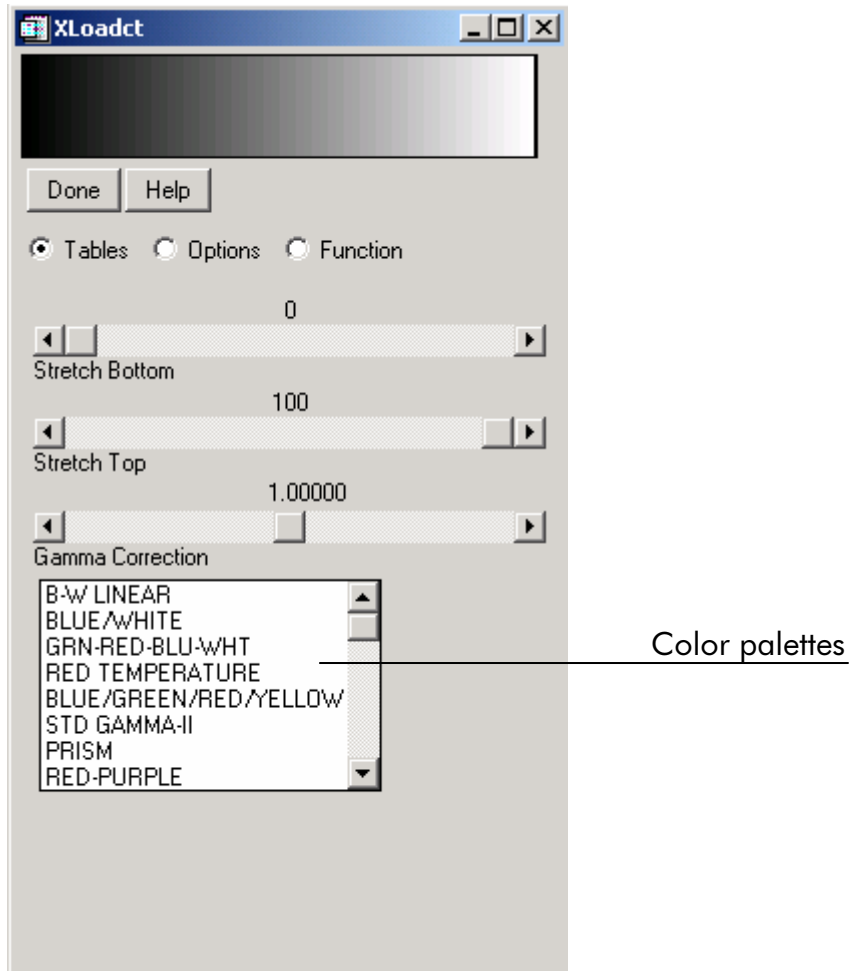 XLoadct
Done Help
Tables Options Function
0
Stretch Bottom
100
Stretch Top
1.00000
Gamma Correction
B-W LINEAR
BLUE/WHITE
GRN-RED-BLU-WHT
RED TEMPERATURE
BLUE/GREEN/RED/YELLOW
STD GAMMA-II
PRISM
RED-PURPLE
Color palettes